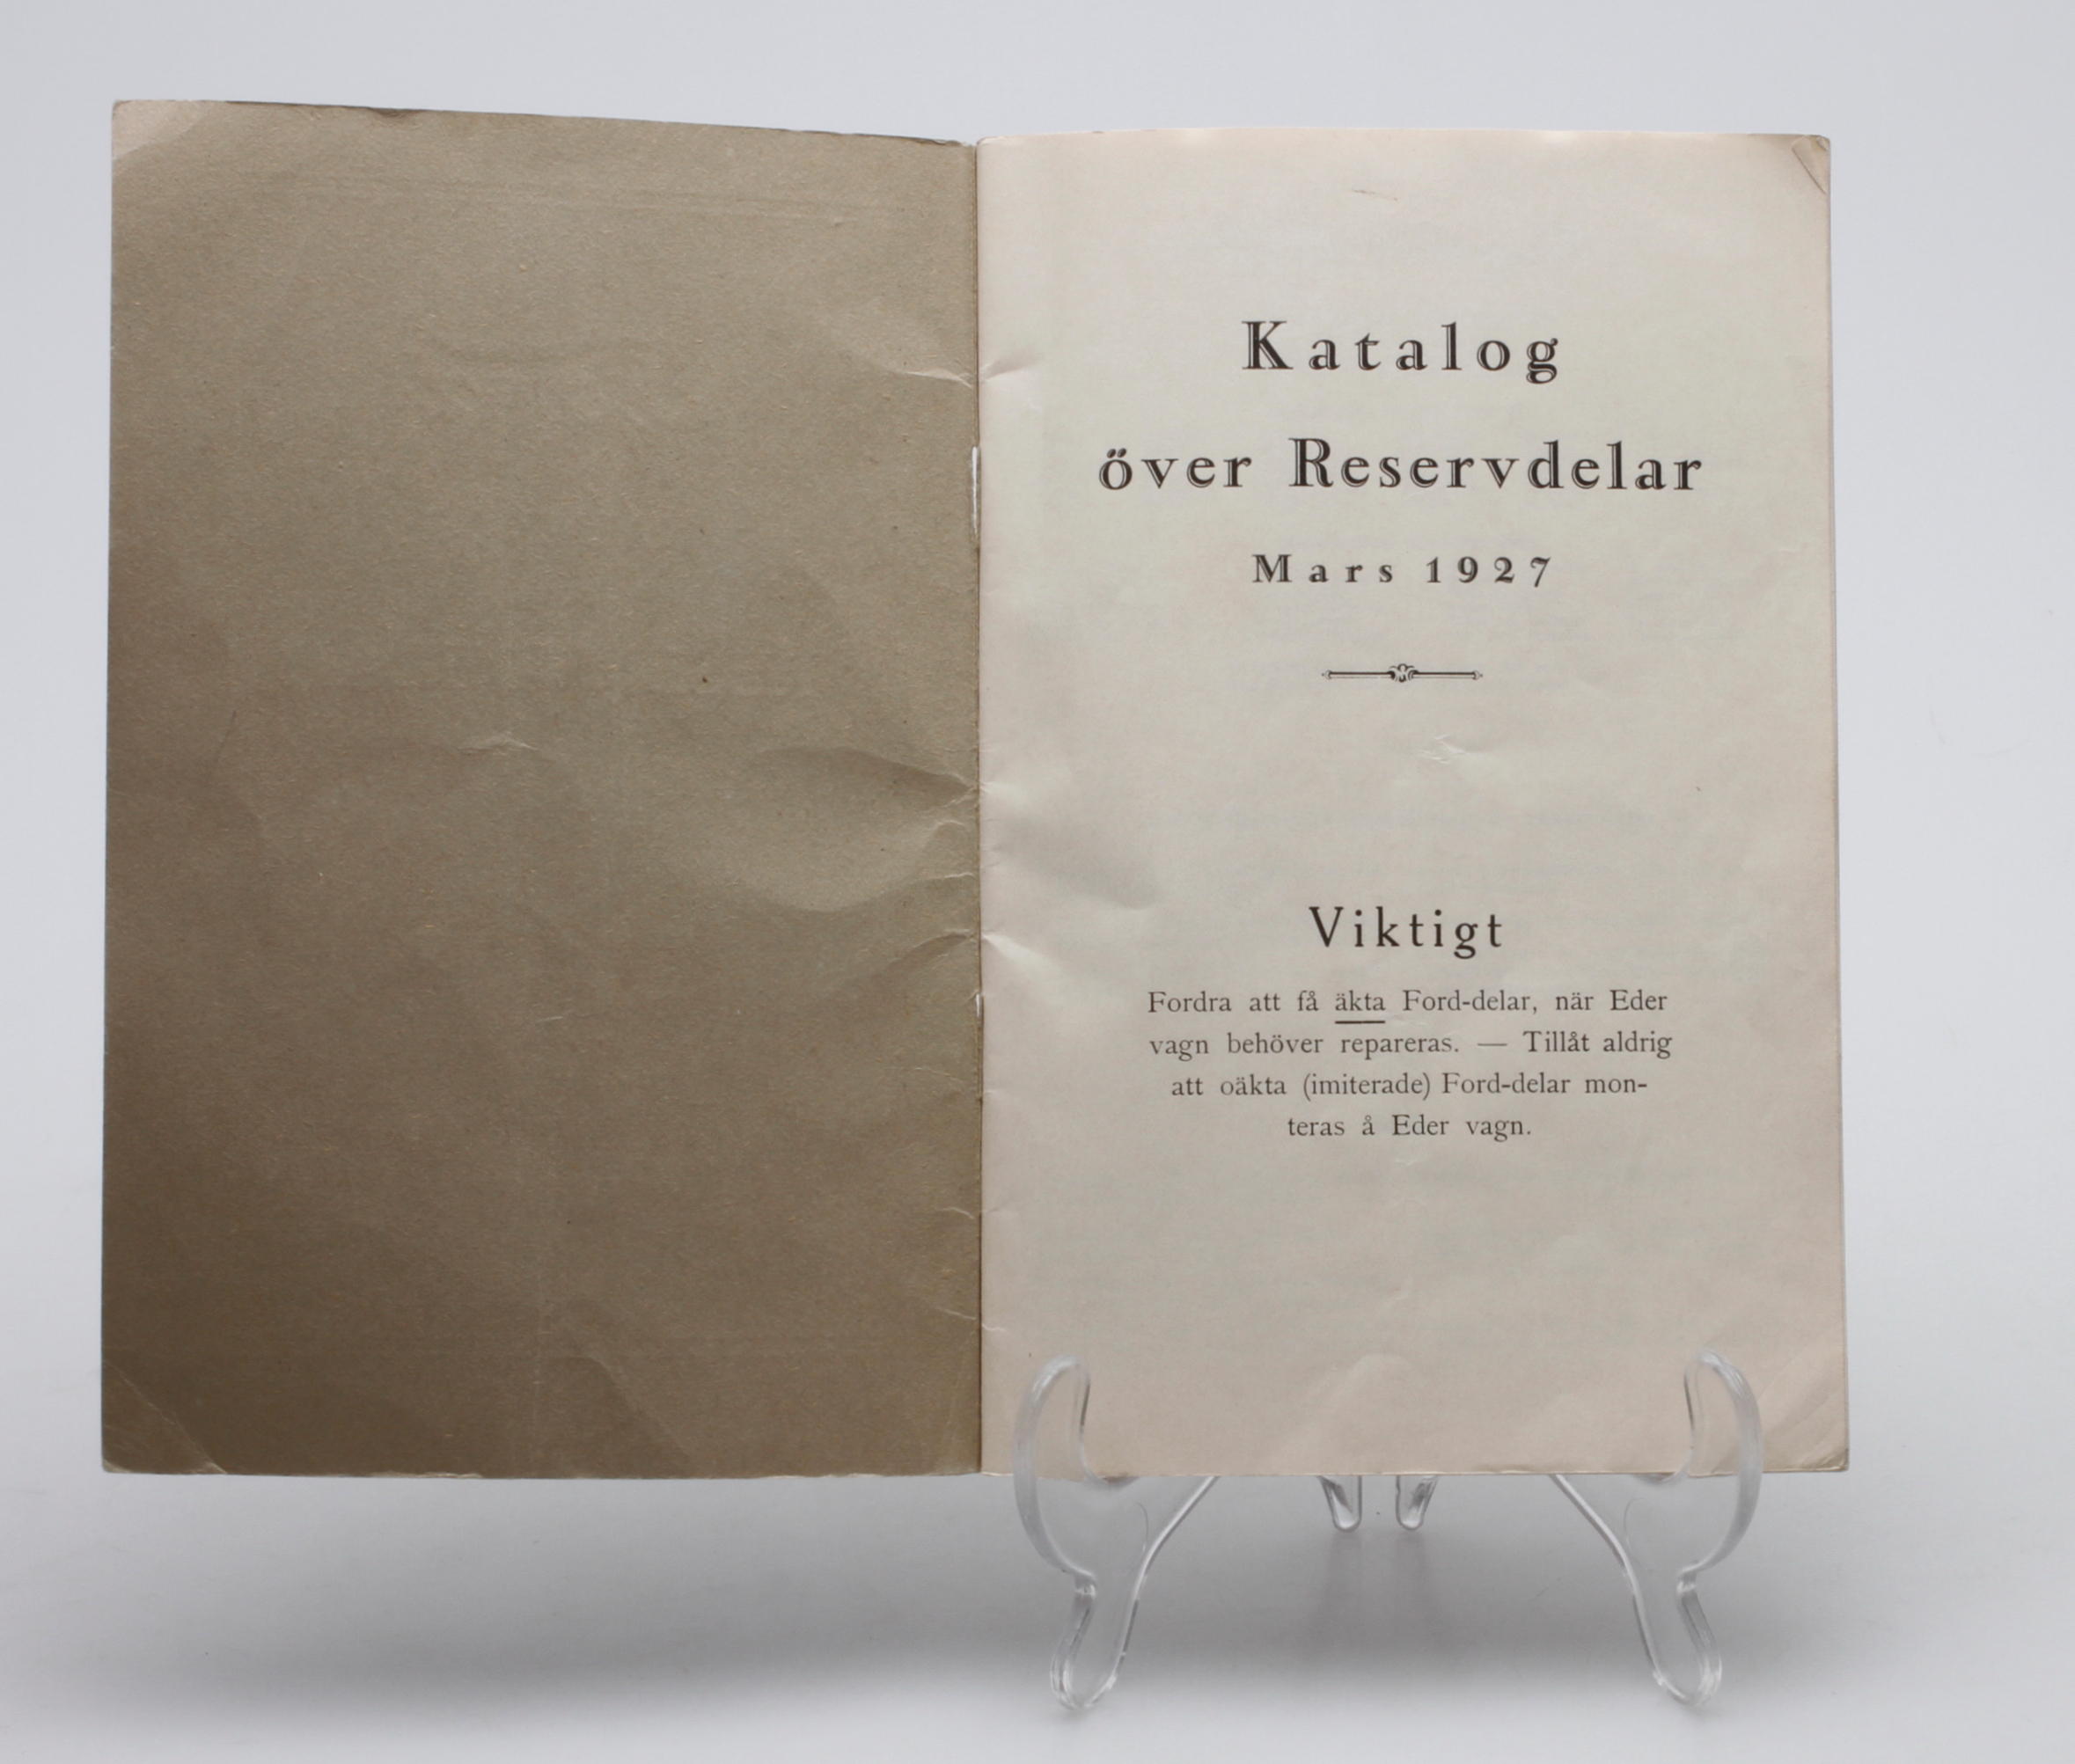 Katalog
över Reservdelar
Mars 1927
Viktigt
Fordra att få äkta Ford-delar, när Eder
vagn behöver repareras. — Tillåt aldrig
att oäkta (imiterade) Ford-delar mon-
teras å Eder vagn.